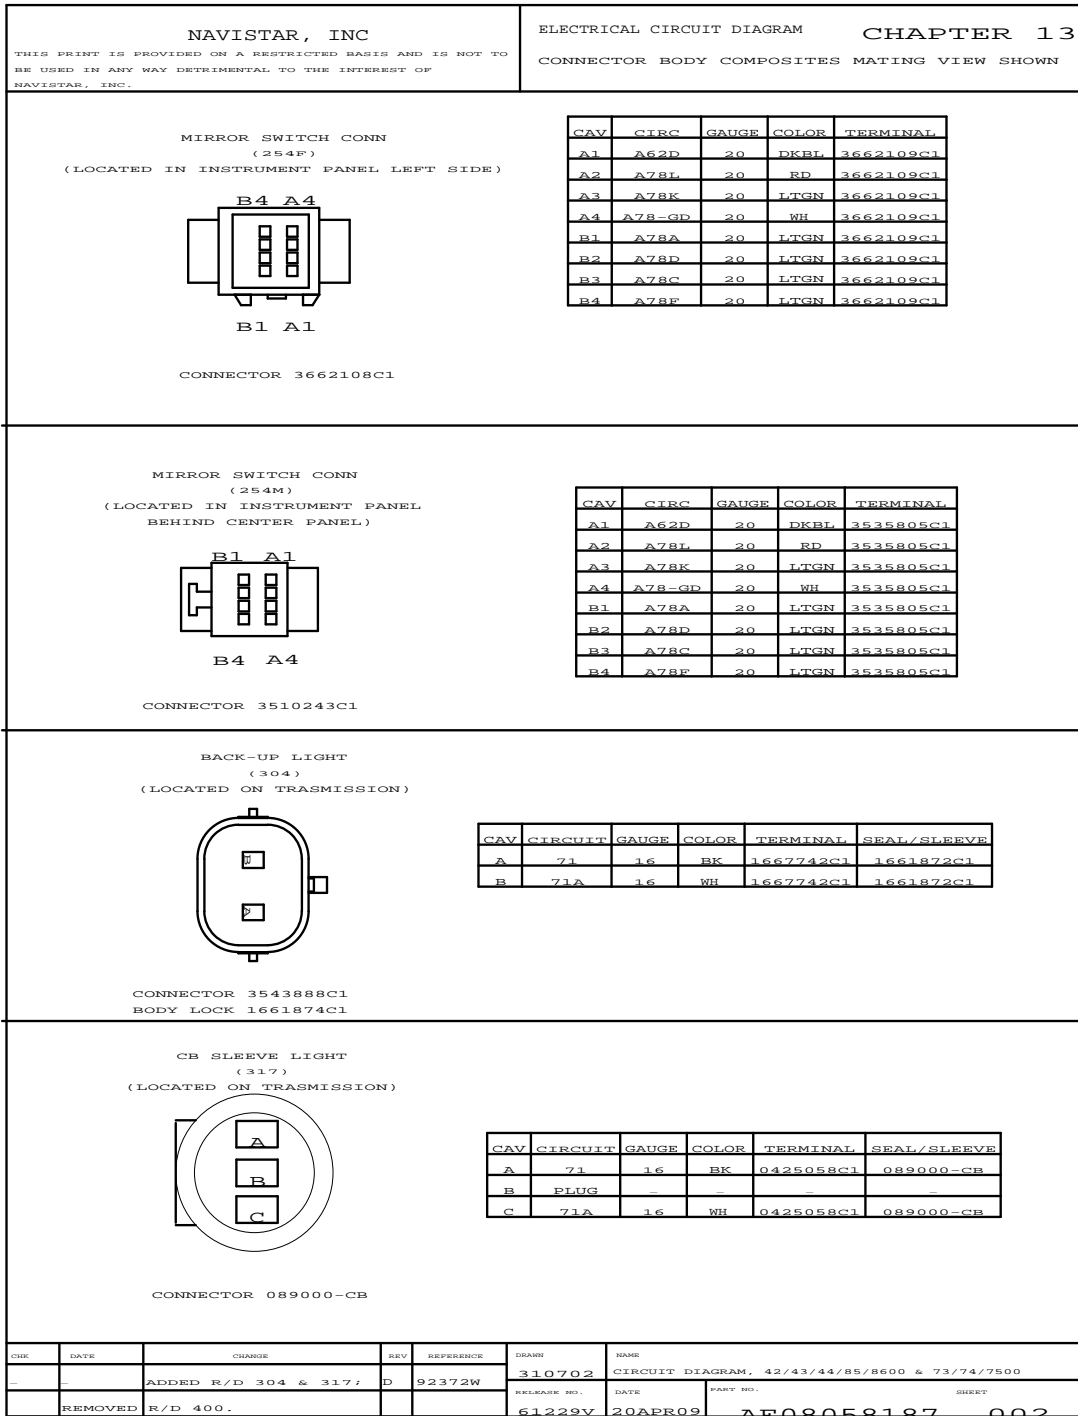 NAVISTAR, INC
THIS PRINT IS PROVIDED ON A RESTRICTED BASIS AND IS NOT TO
BE USED IN ANY WAY DETRIMENTAL TO THE INTEREST OF
NAVISTAR, INC.
ELECTRICAL CIRCUIT DIAGRAM CHAPTER 13
CONNECTOR BODY COMPOSITES MATING VIEW SHOWN
MIRROR SWITCH CONN
(254F)
(LOCATED IN INSTRUMENT PANEL LEFT SIDE)
B4 A4
B1 A1
CONNECTOR 3662108C1
CAV CIRC GAUGE COLOR TERMINAL
A1 A62D 20 DKBL 3662109C1
A2 A78L 20 RD 3662109C1
A3 A78K 20 LTGN 3662109C1
A4 A78-GD 20 WH 3662109C1
B1 A78A 20 LTGN 3662109C1
B2 A78D 20 LTGN 3662109C1
B3 A78C 20 LTGN 3662109C1
B4 A78F 20 LTGN 3662109C1
MIRROR SWITCH CONN
(254M)
(LOCATED IN INSTRUMENT PANEL
BEHIND CENTER PANEL)
B1 A1
B4 A4
CONNECTOR 3510243C1
CAV CIRC GAUGE COLOR TERMINAL
A1 A62D 20 DKBL 3535805C1
A2 A78L 20 RD 3535805C1
A3 A78K 20 LTGN 3535805C1
A4 A78-GD 20 WH 3535805C1
B1 A78A 20 LTGN 3535805C1
B2 A78D 20 LTGN 3535805C1
B3 A78C 20 LTGN 3535805C1
B4 A78F 20 LTGN 3535805C1
BACK-UP LIGHT
(304)
(LOCATED ON TRASMISSION)
B
A
CONNECTOR 3543888C1
BODY LOCK 1661874C1
CAV CIRCUIT GAUGE COLOR TERMINAL SEAL/SLEEVE
A 71 16 BK 1667742C1 1661872C1
B 71A 16 WH 1667742C1 1661872C1
CB SLEEVE LIGHT
(317)
(LOCATED ON TRASMISSION)
A
B
C
CONNECTOR 089000-CB
CAV CIRCUIT GAUGE COLOR TERMINAL SEAL/SLEEVE
A 71 16 BK 0425058C1 089000-CB
B PLUG - - - -
C 71A 16 WH 0425058C1 089000-CB
CHK DATE CHANGE REV REFERENCE
- - ADDED R/D 304 & 317; D 92372W
REMOVED R/D 400.
DRAWN
310702
NAME
CIRCUIT DIAGRAM, 42/43/44/85/8600 & 73/74/7500
RELEASE NO.
61229V
DATE
20APR09
PART NO. SHEET
AE08058187 002